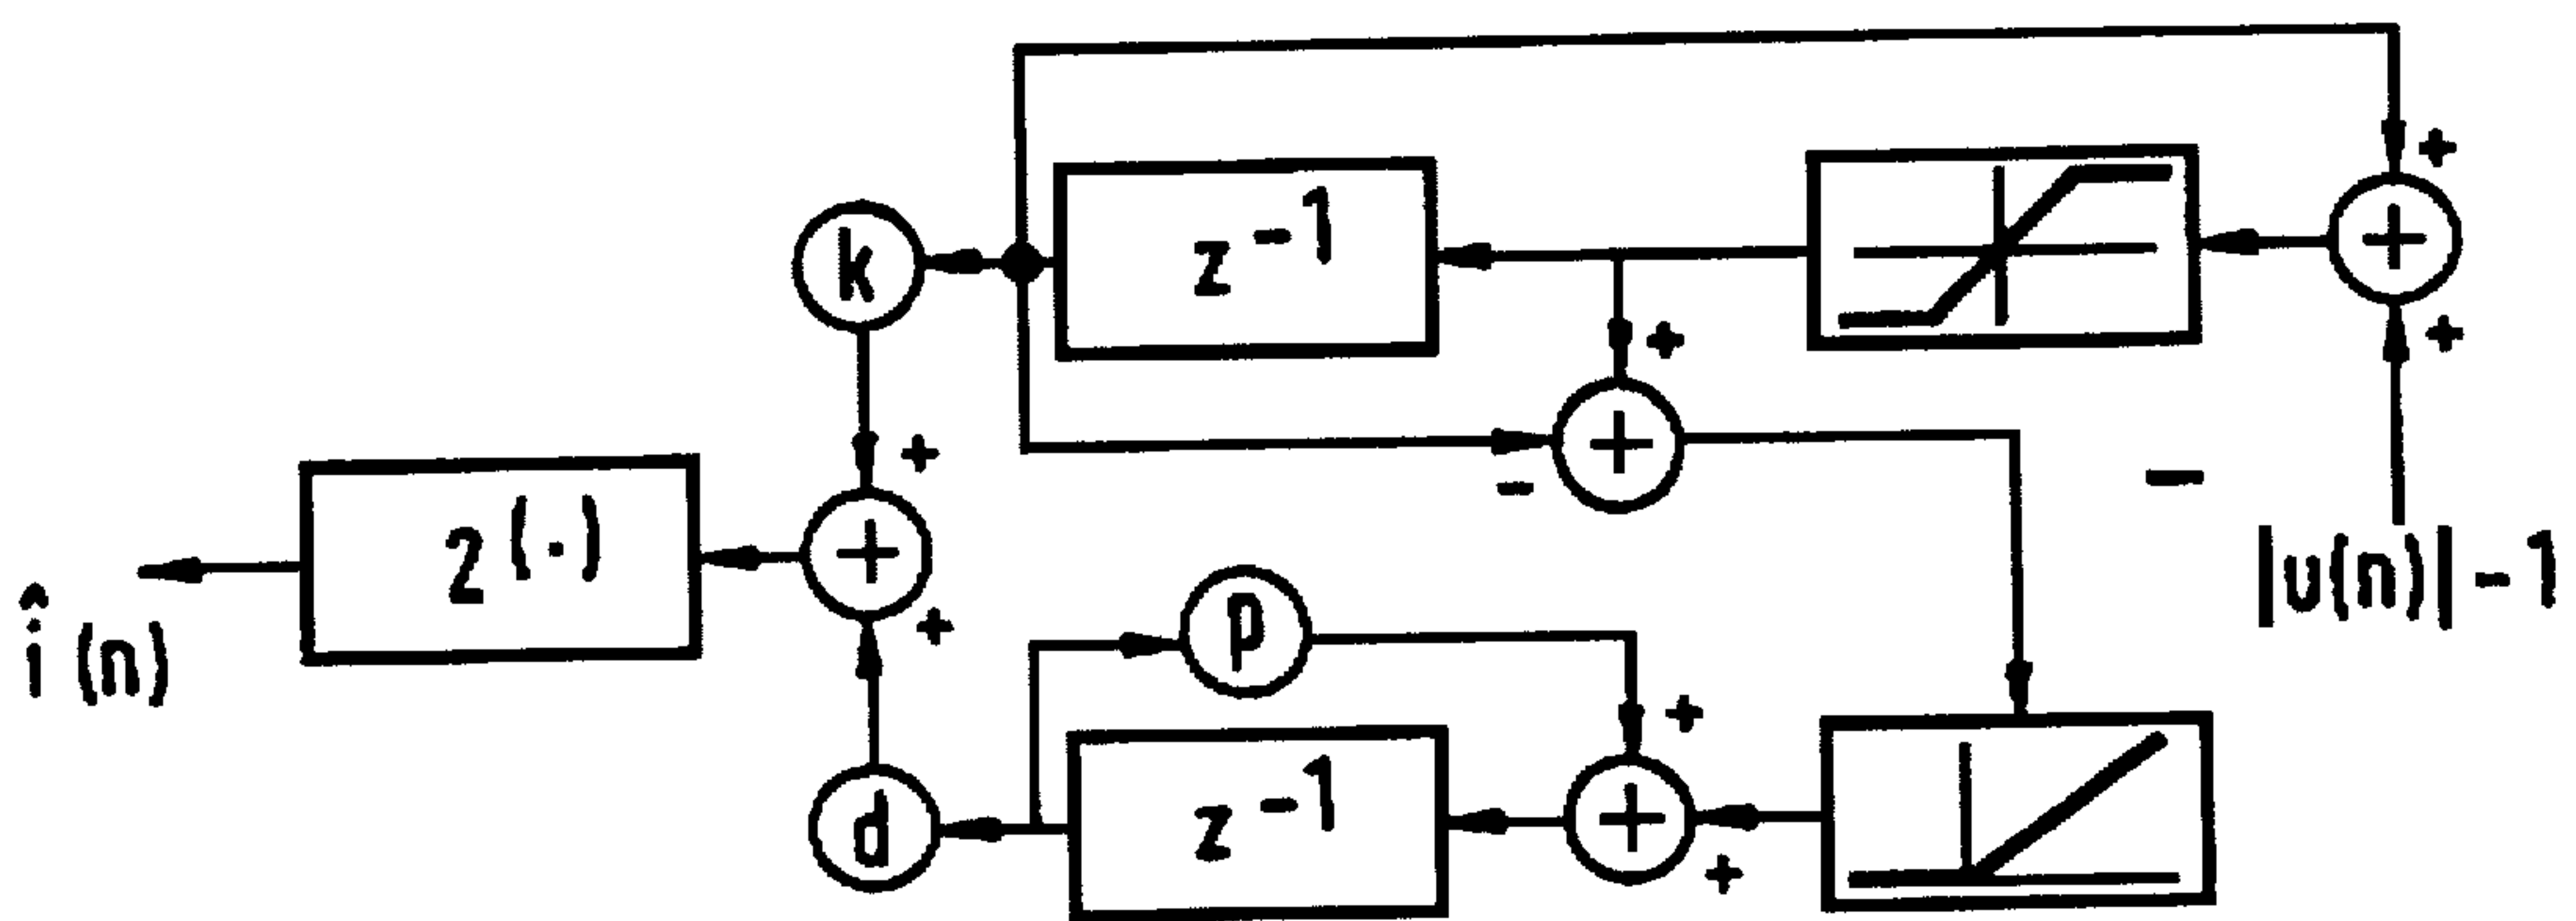 +
z⁻¹
+
k
+
+
+
-
-
2⁽·⁾
+
+
|u(n)|-1
î(n)
+
p
+
z⁻¹
+
d
+